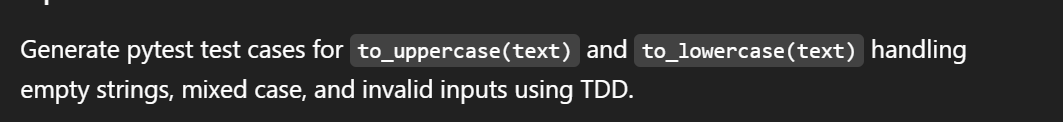 Generate pytest test cases for to_uppercase(text) and to_lowercase(text) handling
empty strings, mixed case, and invalid inputs using TDD.